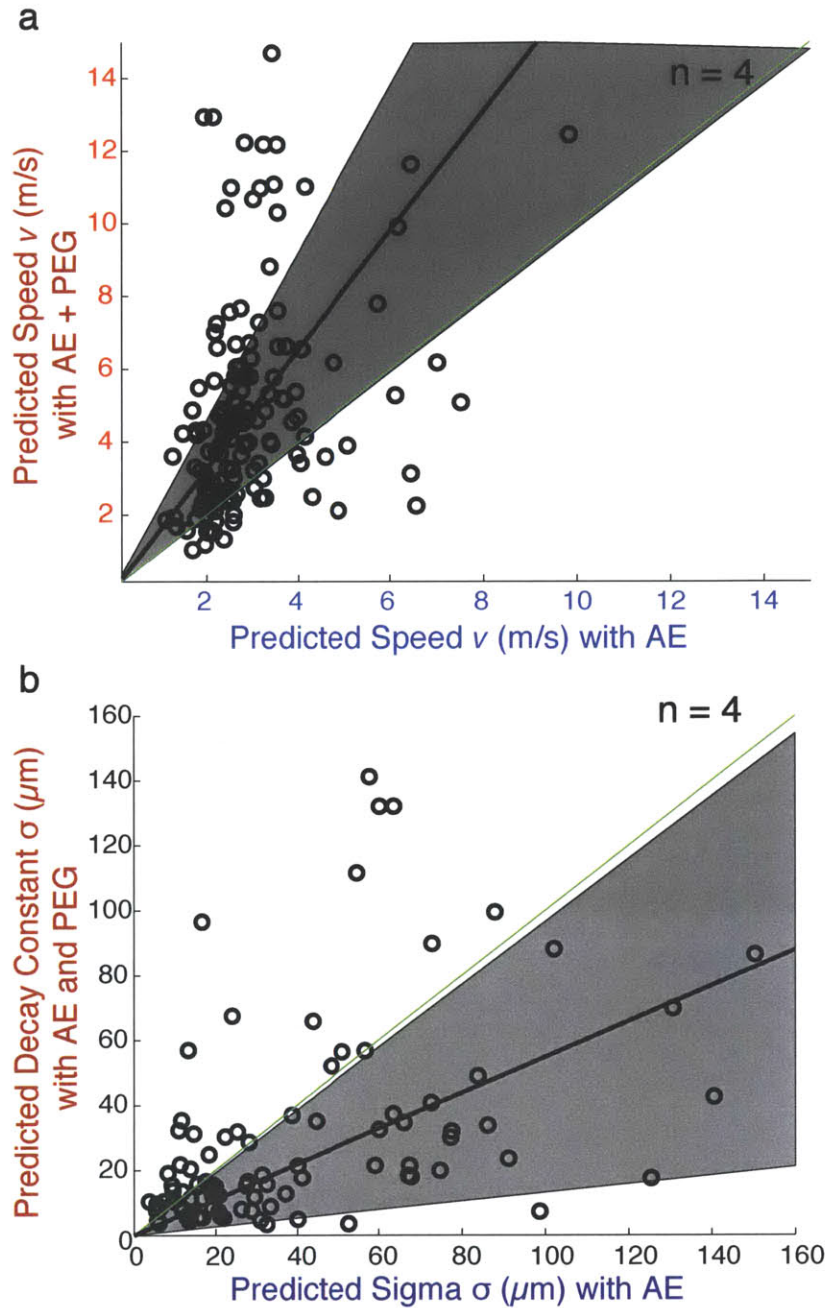 a
n = 4
Predicted Speed v (m/s)
with AE + PEG
14
12
10
8
6
4
2
2 4 6 8 10 12 14
Predicted Speed v (m/s) with AE
b
n = 4
Predicted Decay Constant σ (μm)
with AE and PEG
160
140
120
100
80
60
40
20
0
0 20 40 60 80 100 120 140 160
Predicted Sigma σ (μm) with AE